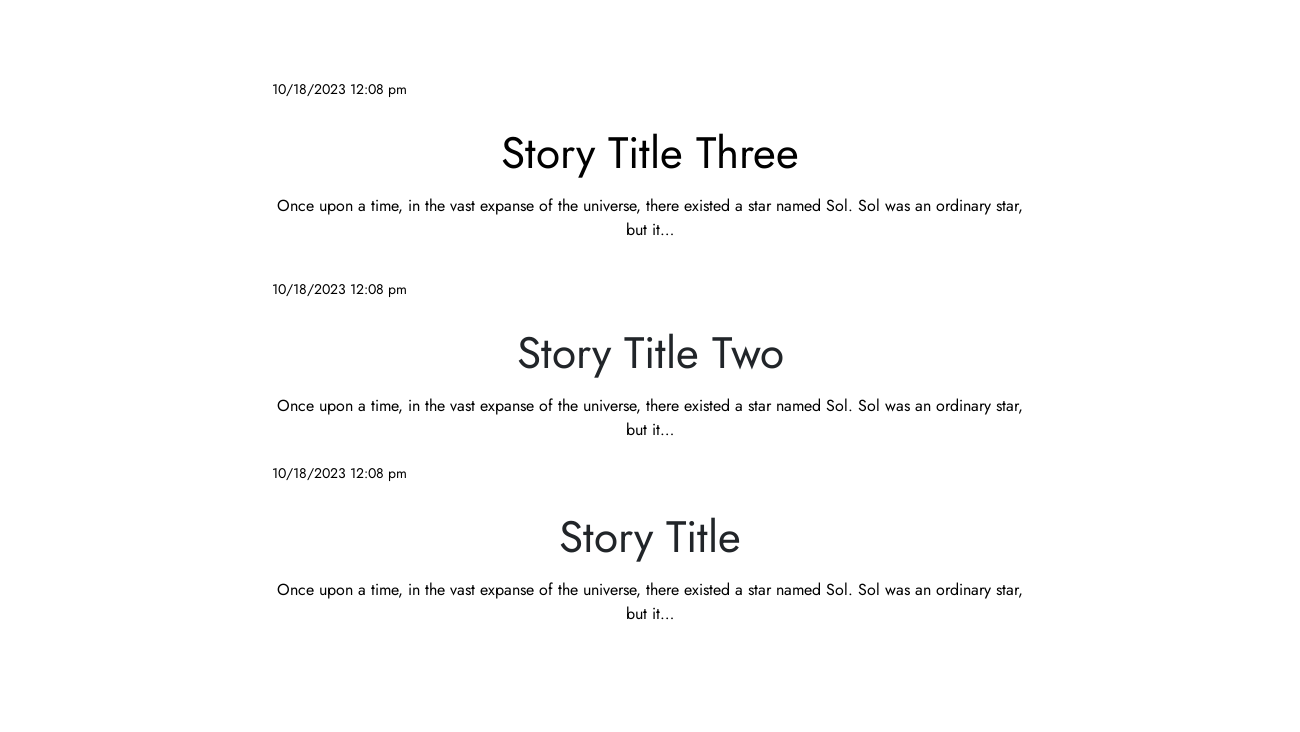 10/18/2023 12:08 pm
Story Title Three
Once upon a time, in the vast expanse of the universe, there existed a star named Sol. Sol was an ordinary star,
but it...
10/18/2023 12:08 pm
Story Title Two
Once upon a time, in the vast expanse of the universe, there existed a star named Sol. Sol was an ordinary star,
but it...
10/18/2023 12:08 pm
Story Title
Once upon a time, in the vast expanse of the universe, there existed a star named Sol. Sol was an ordinary star,
but it...